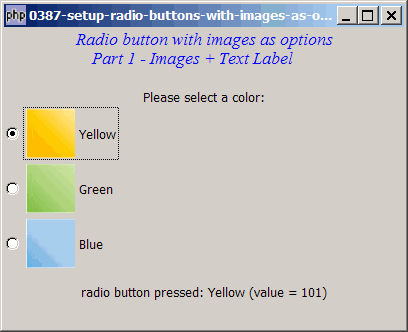 php 0387-setup-radio-buttons-with-images-as-o...
Radio button with images as options
Part 1 - Images + Text Label
Please select a color:
Yellow
Green
Blue
radio button pressed: Yellow (value = 101)